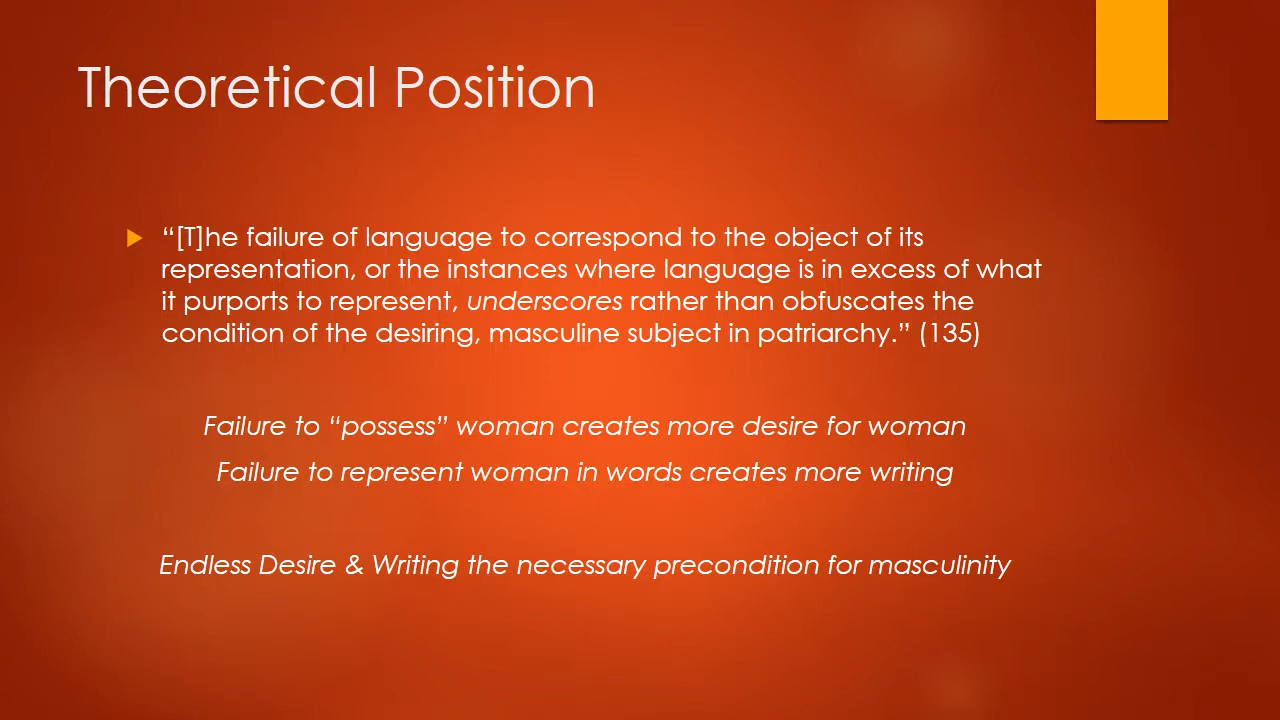 Theoretical Position
“[T]he failure of language to correspond to the object of its
representation, or the instances where language is in excess of what
it purports to represent, underscores rather than obfuscates the
condition of the desiring, masculine subject in patriarchy.” (135)
Failure to “possess” woman creates more desire for woman
Failure to represent woman in words creates more writing
Endless Desire & Writing the necessary precondition for masculinity